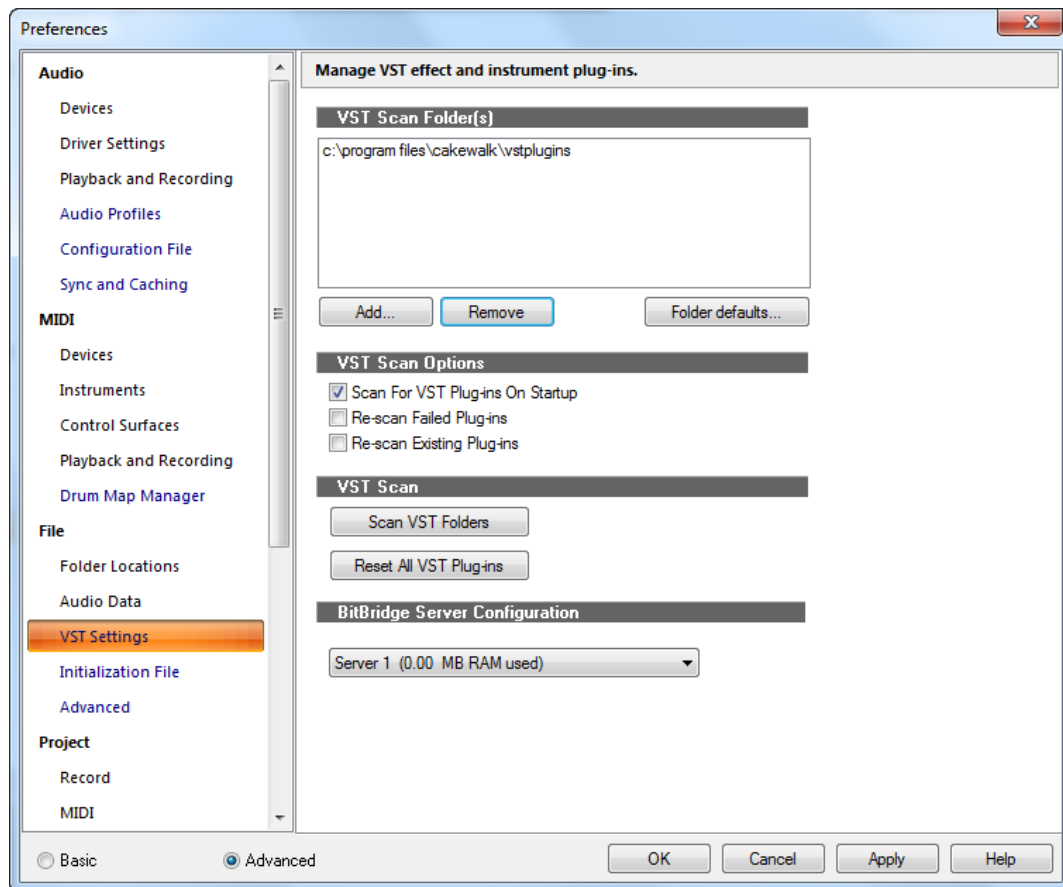 Preferences
Audio
Devices
Driver Settings
Playback and Recording
Audio Profiles
Configuration File
Sync and Caching
MIDI
Devices
Instruments
Control Surfaces
Playback and Recording
Drum Map Manager
File
Folder Locations
Audio Data
VST Settings
Initialization File
Advanced
Project
Record
MIDI
Manage VST effect and instrument plug-ins.
VST Scan Folder(s)
c:\program files\cakewalk\vstplugins
Add... Remove Folder defaults...
VST Scan Options
Scan For VST Plug-ins On Startup
Re-scan Failed Plug-ins
Re-scan Existing Plug-ins
VST Scan
Scan VST Folders
Reset All VST Plug-ins
BitBridge Server Configuration
Server 1 (0.00 MB RAM used)
Basic Advanced OK Cancel Apply Help